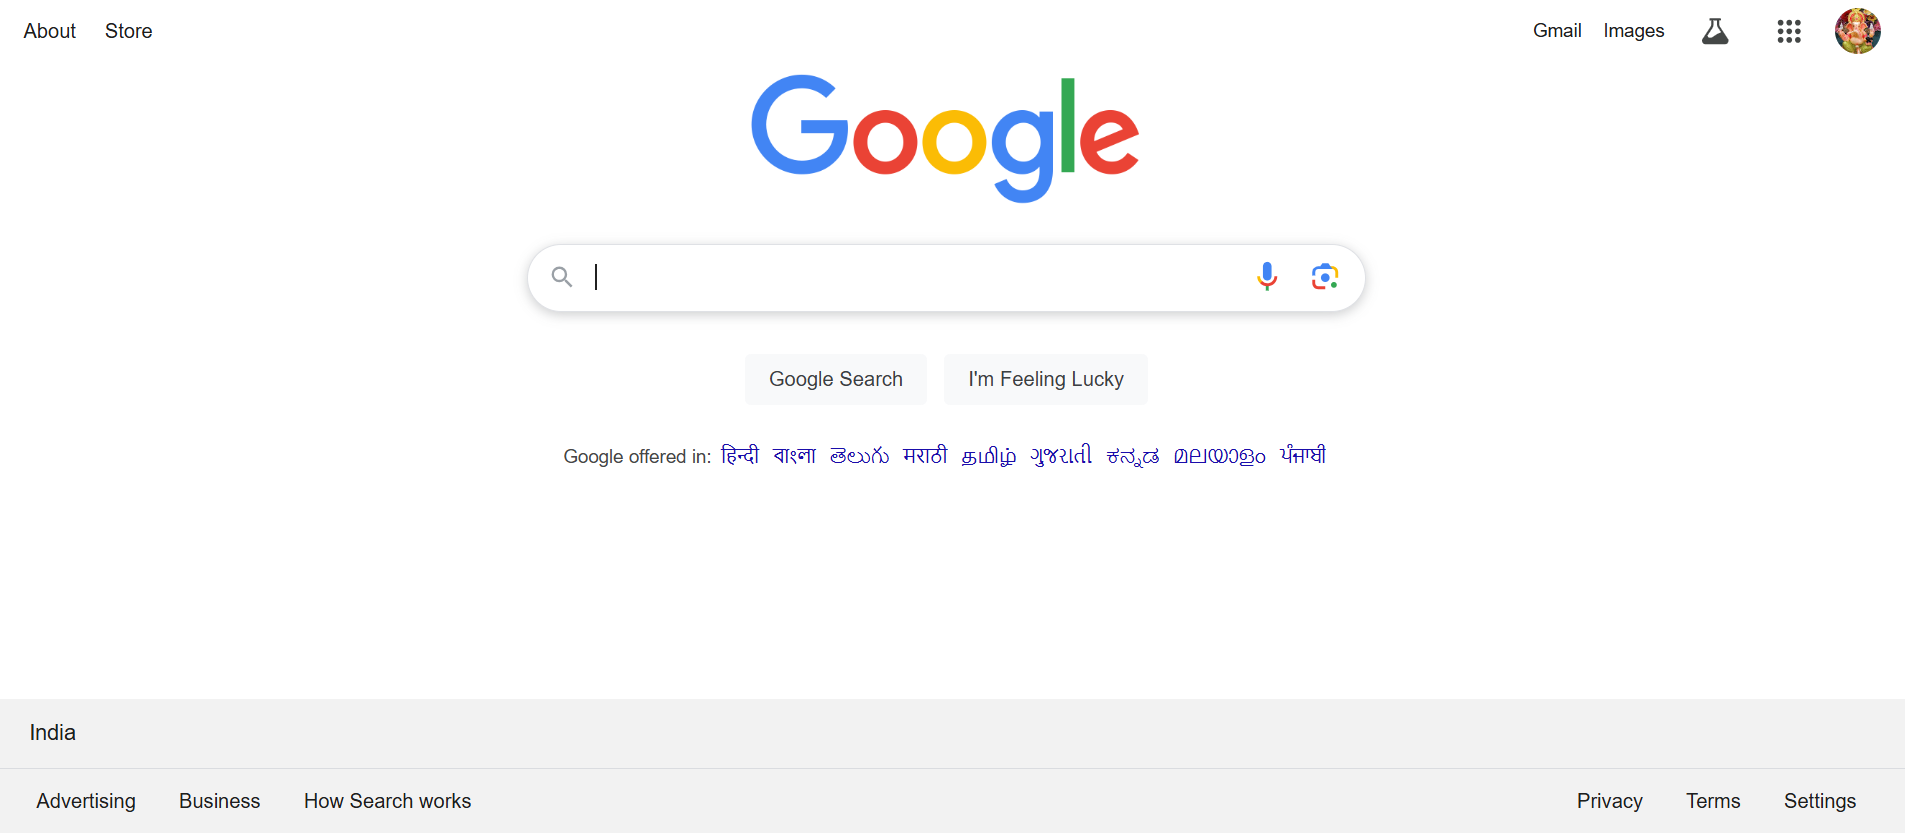 About Store Gmail Images
Google
Google Search I'm Feeling Lucky
Google offered in: हिन्दी বাংলা తెలుగు मराठी தமிழ் ગુજરાતી ಕನ್ನಡ മലയാളം ਪੰਜਾਬੀ
India
Advertising Business How Search works Privacy Terms Settings